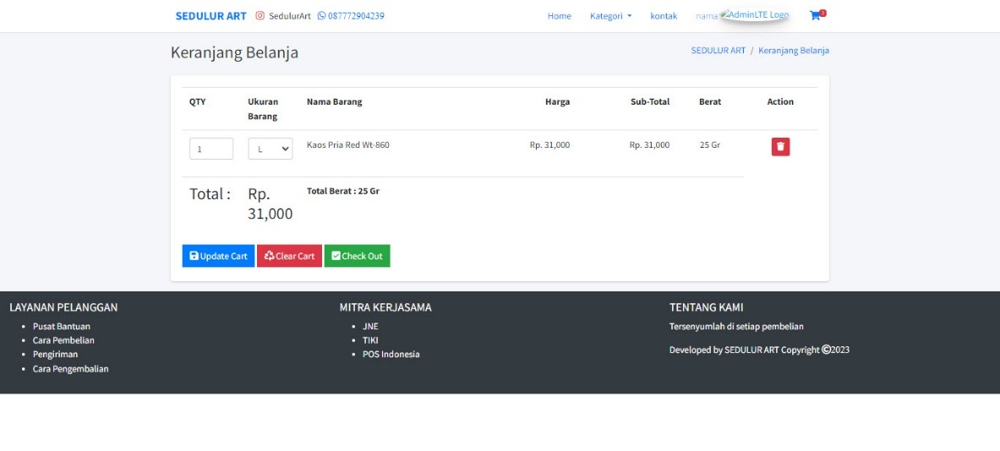 SEDULUR ART SedulurArt 087772904239 Home Kategori kontak nama AdminLTE Logo 1
Keranjang Belanja
SEDULUR ART / Keranjang Belanja
QTY Ukuran Barang Nama Barang Harga Sub-Total Berat Action
1 L Kaos Pria Red Wt-860 Rp. 31,000 Rp. 31,000 25 Gr
Total : Rp. 31,000 Total Berat : 25 Gr
Update Cart Clear Cart Check Out
LAYANAN PELANGGAN
Pusat Bantuan
Cara Pembelian
Pengiriman
Cara Pengembalian
MITRA KERJASAMA
JNE
TIKI
POS Indonesia
TENTANG KAMI
Tersenyumlah di setiap pembelian
Developed by SEDULUR ART Copyright ©2023